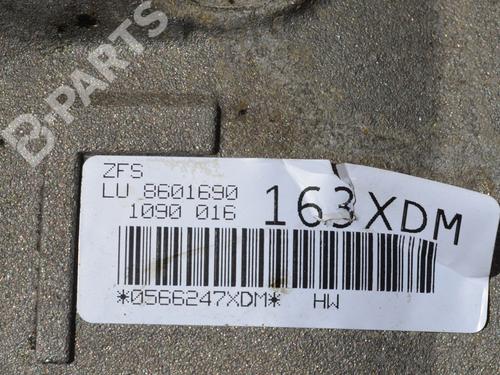 B-PARTS
ZFS
LU 8601690
1090 016
163XDM
*0566247XDM* HW